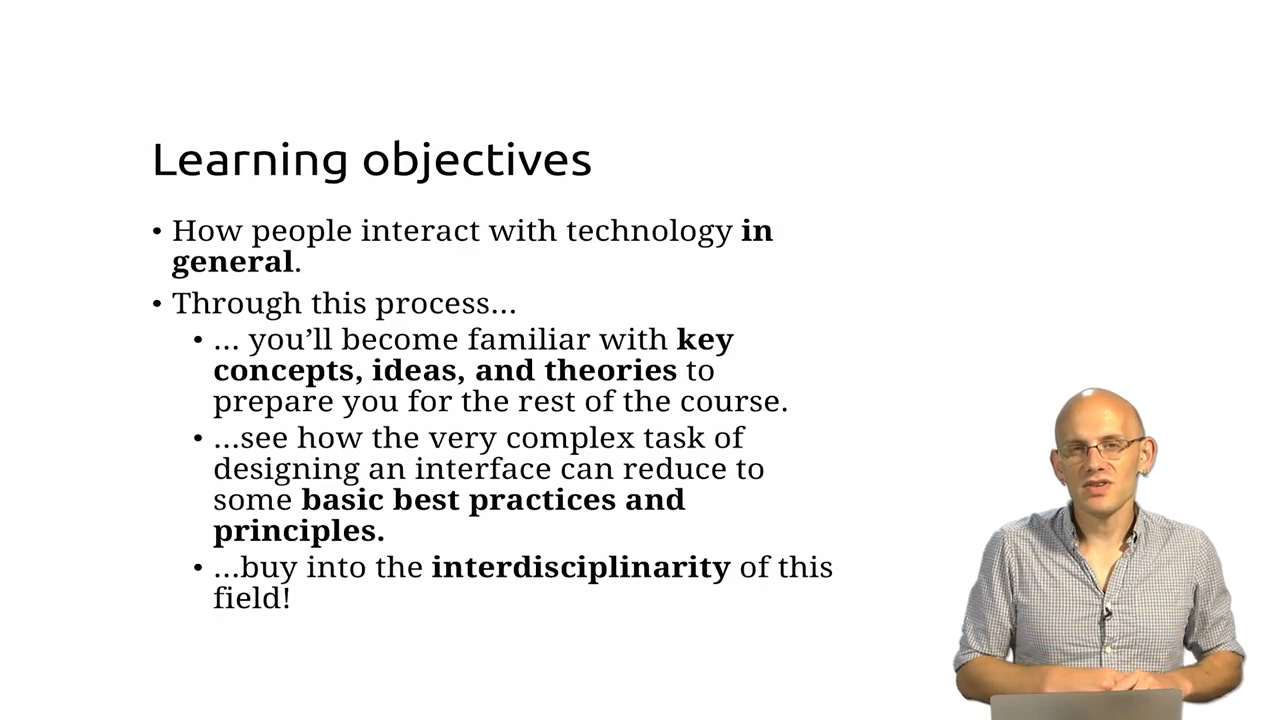 Learning objectives
• How people interact with technology in
general.
• Through this process…
• … you’ll become familiar with key
concepts, ideas, and theories to
prepare you for the rest of the course.
• …see how the very complex task of
designing an interface can reduce to
some basic best practices and
principles.
• …buy into the interdisciplinarity of this
field!